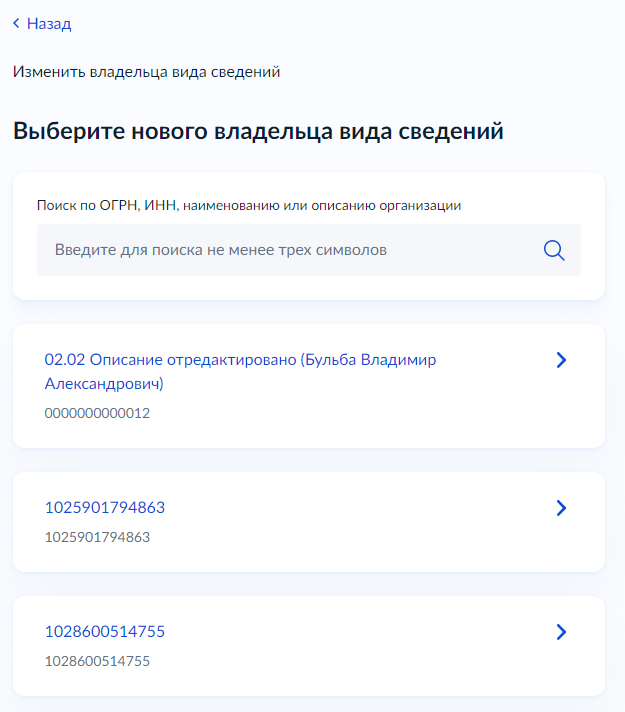 Назад
Изменить владельца вида сведений
Выберите нового владельца вида сведений
Поиск по ОГРН, ИНН, наименованию или описанию организации
Введите для поиска не менее трех символов
02.02 Описание отредактировано (Бульба Владимир
Александрович)
0000000000012
1025901794863
1025901794863
1028600514755
1028600514755